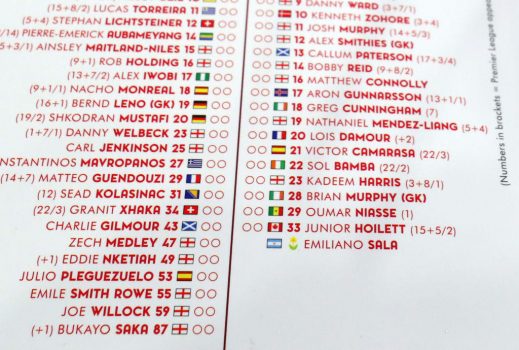 (15+8/2) LUCAS TORREIRA 11
(5+4) STEPHAN LICHTSTEINER 12
/14) PIERRE-EMERICK AUBAMEYANG 14
5+3/1) AINSLEY MAITLAND-NILES 15
(9+1) ROB HOLDING 16
(13+7/2) ALEX IWOBI 17
(9+1/1) NACHO MONREAL 18
(16+1) BERND LENO (GK) 19
(19/2) SHKODRAN MUSTAFI 20
(1+7/1) DANNY WELBECK 23
CARL JENKINSON 25
NSTANTINOS MAVROPANOS 27
(14+7) MATTEO GUENDOUZI 29
(12) SEAD KOLASINAC 31
(22/3) GRANIT XHAKA 34
CHARLIE GILMOUR 43
ZECH MEDLEY 47
(+1) EDDIE NKETIAH 49
JULIO PLEGUEZUELO 53
EMILE SMITH ROWE 55
JOE WILLOCK 59
(+1) BUKAYO SAKA 87
9 DANNY WARD (3+7/1)
10 KENNETH ZOHORE (3+4)
11 JOSH MURPHY (14+5/3)
12 ALEX SMITHIES (GK)
13 CALLUM PATERSON (17+3/4)
14 BOBBY REID (9+8/2)
16 MATTHEW CONNOLLY
17 ARON GUNNARSSON (13+1/1)
18 GREG CUNNINGHAM (7)
19 NATHANIEL MENDEZ-LIANG (5+4)
20 LOIS DAMOUR (+2)
21 VICTOR CAMARASA (22/3)
22 SOL BAMBA (22/2)
23 KADEEM HARRIS (3+8/1)
28 BRIAN MURPHY (GK)
29 OUMAR NIASSE (1)
33 JUNIOR HOILETT (15+5/2)
EMILIANO SALA
(Numbers in brackets = Premier League appea